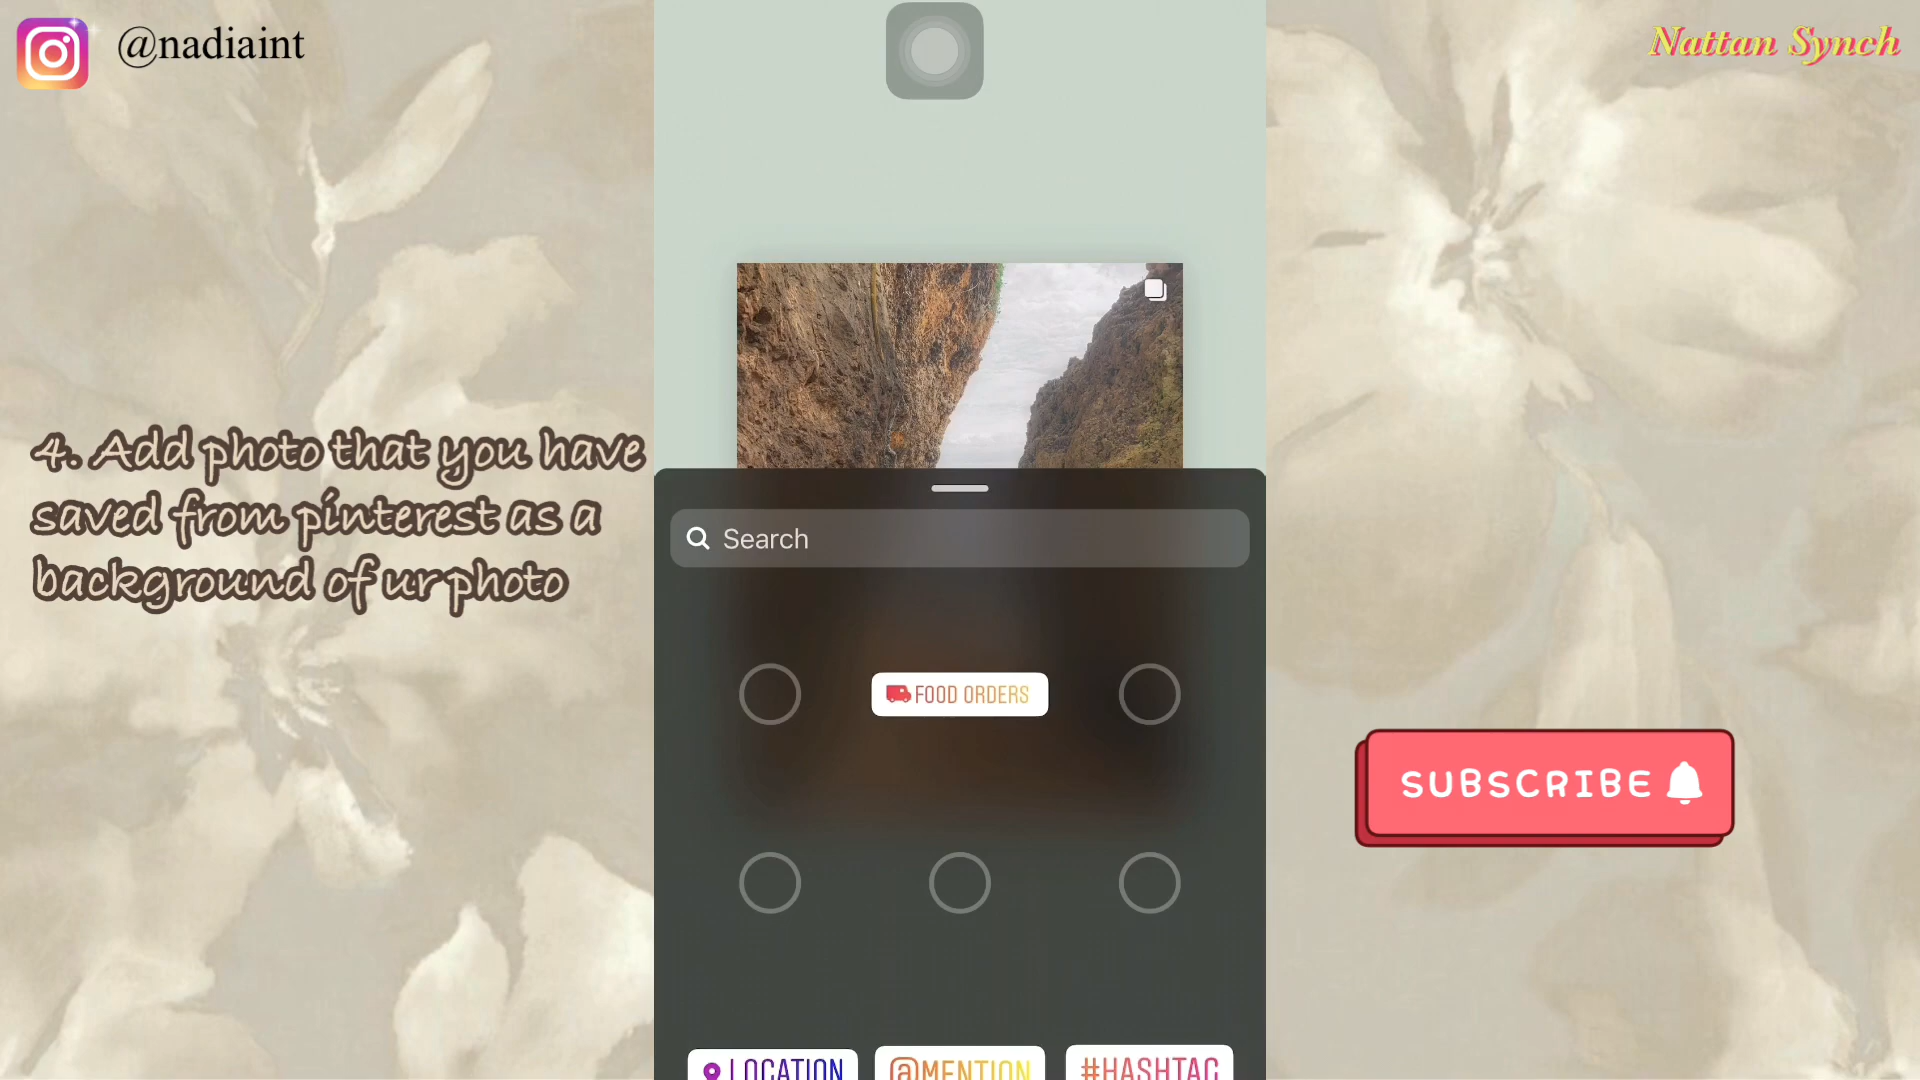 @nadiaint
Nattan Synch
4. Add photo that you have
saved from pinterest as a
background of ur photo
Search
FOOD ORDERS
SUBSCRIBE
LOCATION
@MENTION
#HASHTAG